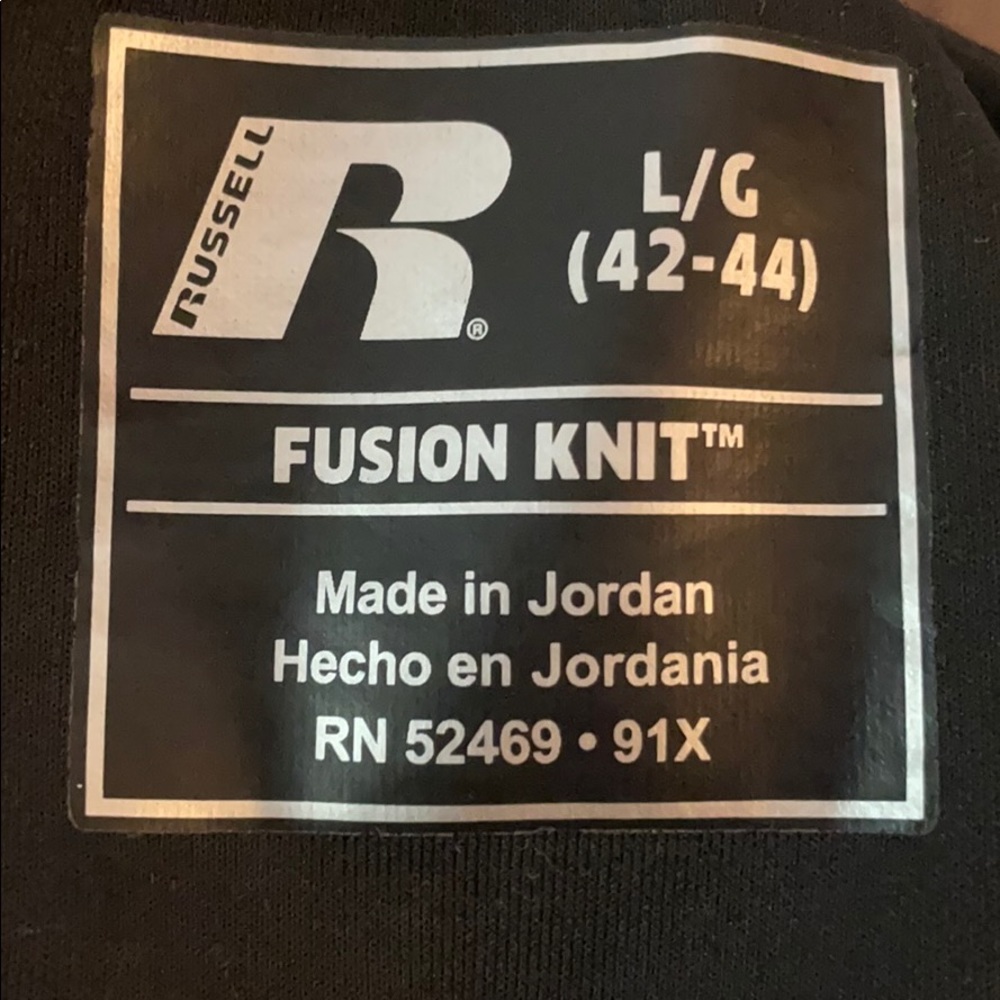 RUSSELL
R®
L/G
(42-44)
FUSION KNIT™
Made in Jordan
Hecho en Jordania
RN 52469 • 91X